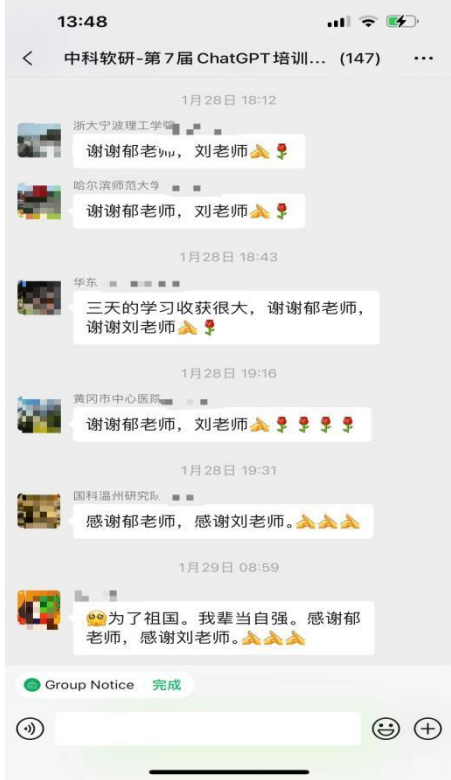 13:48
中科软研-第7届ChatGPT培训... (147)
1月28日 18:12
浙大宁波理工学院
谢谢郁老师，刘老师🙏🌹
哈尔滨师范大学
谢谢郁老师，刘老师🙏🌹
1月28日 18:43
华东
三天的学习收获很大，谢谢郁老师，
谢谢刘老师🙏🌹
1月28日 19:16
黄冈市中心医院
谢谢郁老师，刘老师🙏🌹🌹🌹🌹
1月28日 19:31
国科温州研究院
感谢郁老师，感谢刘老师。🙏🙏🙏
1月29日 08:59
🥺为了祖国。我辈当自强。感谢郁
老师，感谢刘老师。🙏🙏🙏
Group Notice 完成